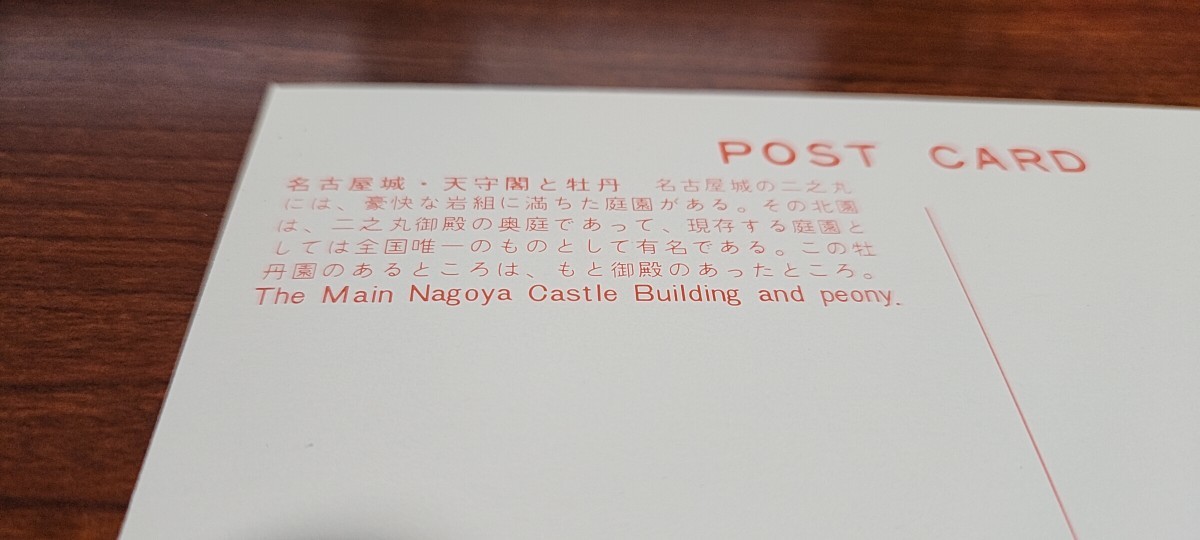 POST CARD
名古屋城・天守閣と牡丹　名古屋城の二之丸
には、豪快な岩組に満ちた庭園がある。その北園
は、二之丸御殿の奥庭であって、現存する庭園と
しては全国唯一のものとして有名である。この牡
丹園のあるところは、もと御殿のあったところ。
The Main Nagoya Castle Building and peony.